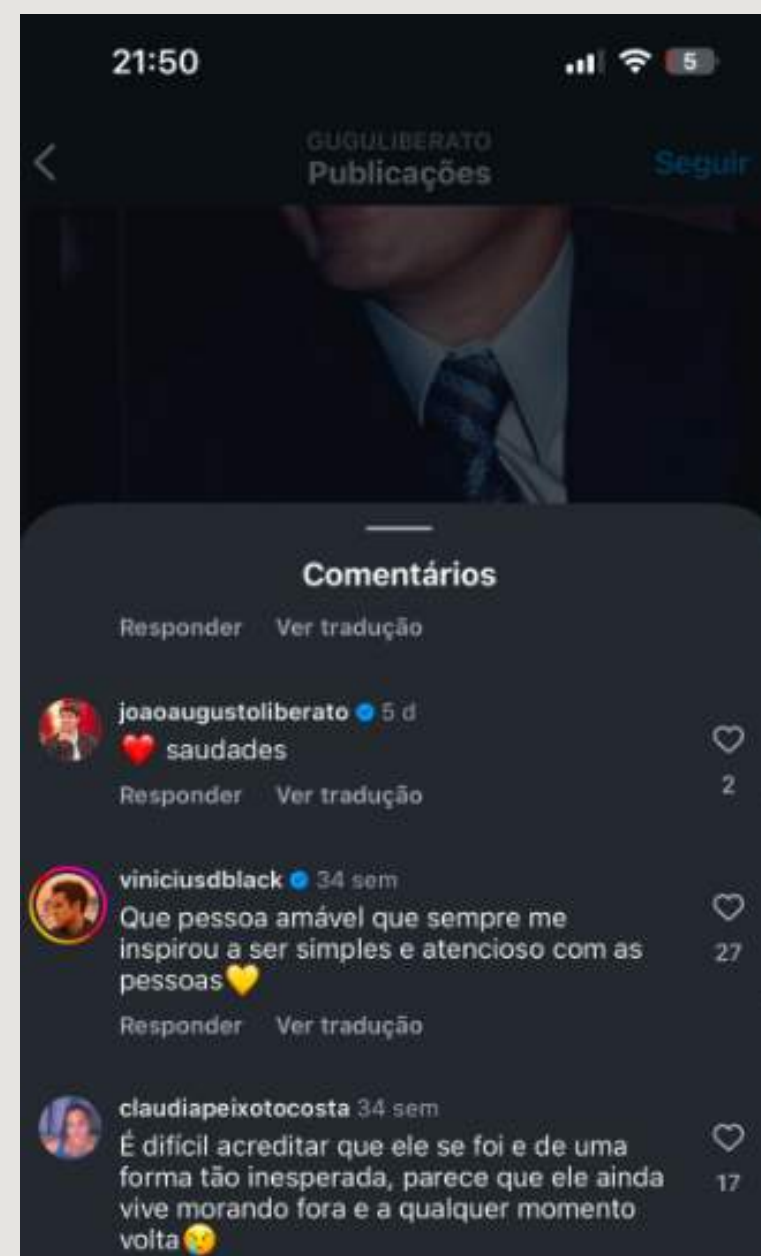 21:50
5
GUGULIBERATO
Publicações
Seguir
Comentários
Responder Ver tradução
joaoaugustoliberato 5 d
❤️ saudades
2
Responder Ver tradução
viniciusdblack 34 sem
Que pessoa amável que sempre me
inspirou a ser simples e atencioso com as
pessoas💛
27
Responder Ver tradução
claudiapeixotocosta 34 sem
É difícil acreditar que ele se foi e de uma
forma tão inesperada, parece que ele ainda
vive morando fora e a qualquer momento
volta😢
17